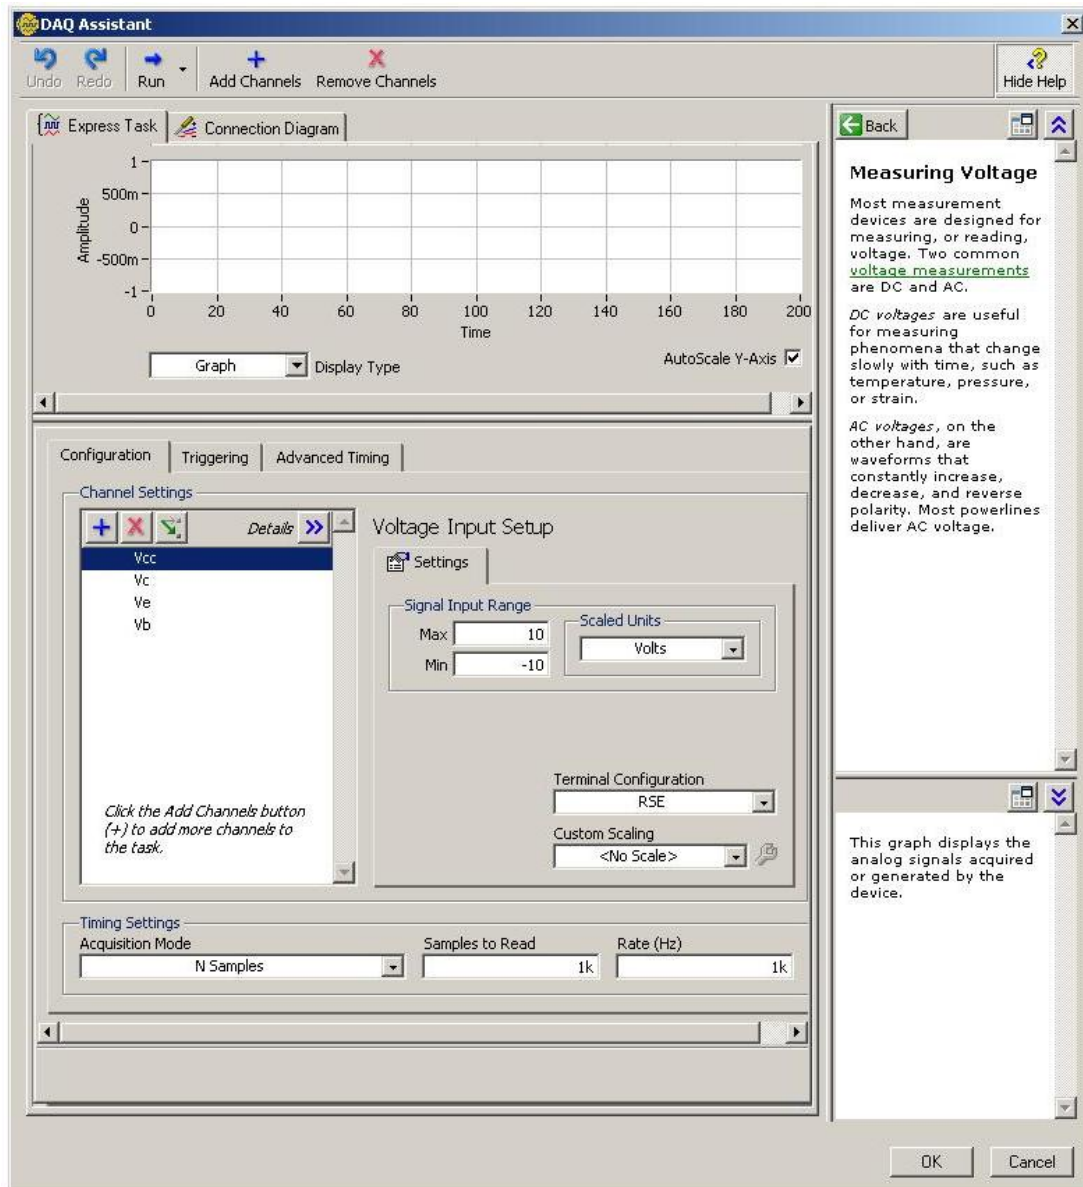 DAQ Assistant
Undo Redo Run Add Channels Remove Channels Hide Help
Express Task Connection Diagram
1
500m
0
-500m
-1
Amplitude
0 20 40 60 80 100 120 140 160 180 200
Time
Graph Display Type AutoScale Y-Axis
Configuration Triggering Advanced Timing
Channel Settings
Details
Vcc
Vc
Ve
Vb
Click the Add Channels button
(+) to add more channels to
the task.
Voltage Input Setup
Settings
Signal Input Range
Max 10
Min -10
Scaled Units
Volts
Terminal Configuration
RSE
Custom Scaling
<No Scale>
Timing Settings
Acquisition Mode Samples to Read Rate (Hz)
N Samples 1k 1k
Back
Measuring Voltage
Most measurement
devices are designed for
measuring, or reading,
voltage. Two common
voltage measurements
are DC and AC.
DC voltages are useful
for measuring
phenomena that change
slowly with time, such as
temperature, pressure,
or strain.
AC voltages, on the
other hand, are
waveforms that
constantly increase,
decrease, and reverse
polarity. Most powerlines
deliver AC voltage.
This graph displays the
analog signals acquired
or generated by the
device.
OK Cancel